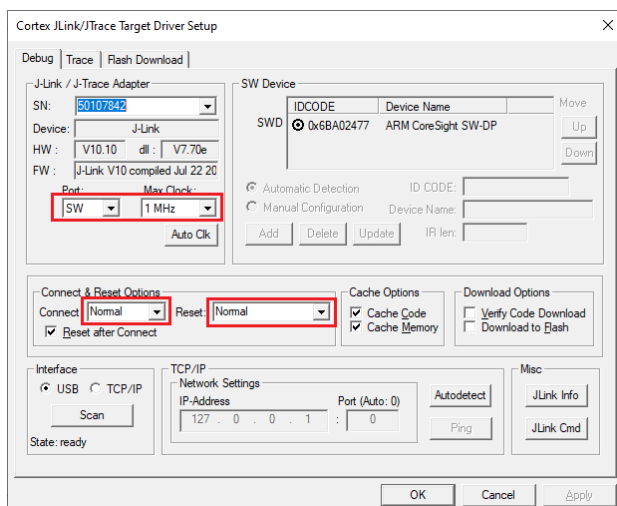 Cortex JLink/JTrace Target Driver Setup
Debug Trace Flash Download
J-Link / J-Trace Adapter
SN: 50107842
Device: J-Link
HW : V10.10 dll : V7.70e
FW : J-Link V10 compiled Jul 22 20
Port: Max Clock:
SW 1 MHz
Auto Clk
SW Device
IDCODE Device Name Move
SWD 0x6BA02477 ARM CoreSight SW-DP Up
Down
Automatic Detection ID CODE:
Manual Configuration Device Name:
Add Delete Update IR len:
Connect & Reset Options
Connect: Normal Reset: Normal
Reset after Connect
Cache Options
Cache Code
Cache Memory
Download Options
Verify Code Download
Download to Flash
Interface
USB TCP/IP
Scan
State: ready
TCP/IP
Network Settings
IP-Address Port (Auto: 0)
127 . 0 . 0 . 1 : 0
Autodetect
Ping
Misc
JLink Info
JLink Cmd
OK Cancel Apply